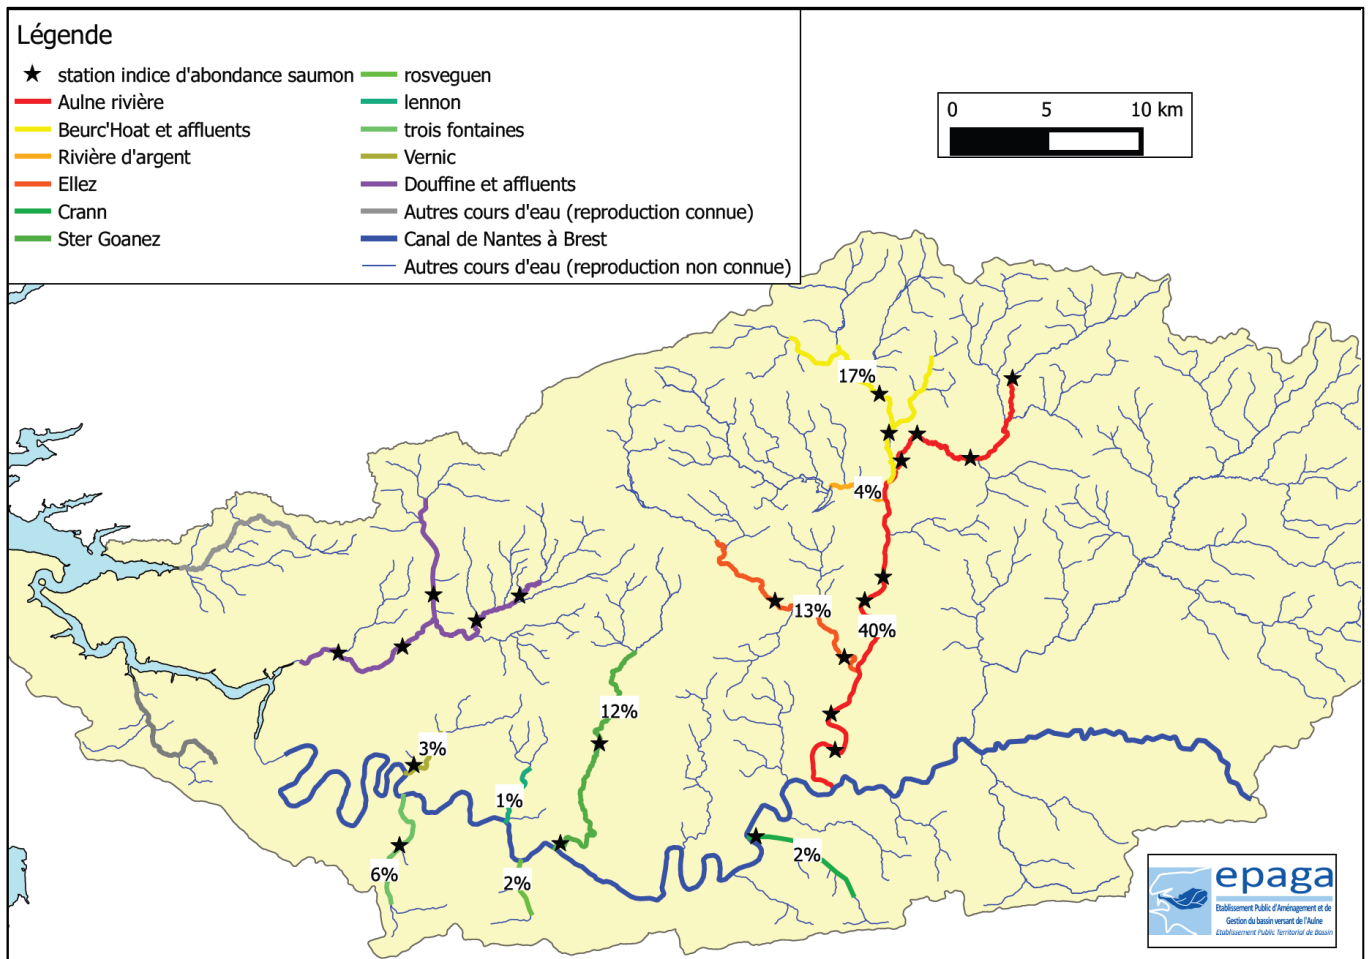 Légende
station indice d'abondance saumon
Aulne rivière
Beurc'Hoat et affluents
Rivière d'argent
Ellez
Crann
Ster Goanez
rosveguen
lennon
trois fontaines
Vernic
Douffine et affluents
Autres cours d'eau (reproduction connue)
Canal de Nantes à Brest
Autres cours d'eau (reproduction non connue)
0 5 10 km
17%
4%
13%
40%
12%
3%
1%
2%
6%
2%
epaga
Etablissement Public d'Aménagement et de
Gestion du bassin versant de l'Aulne
Etablissement Public Territorial de Bassin